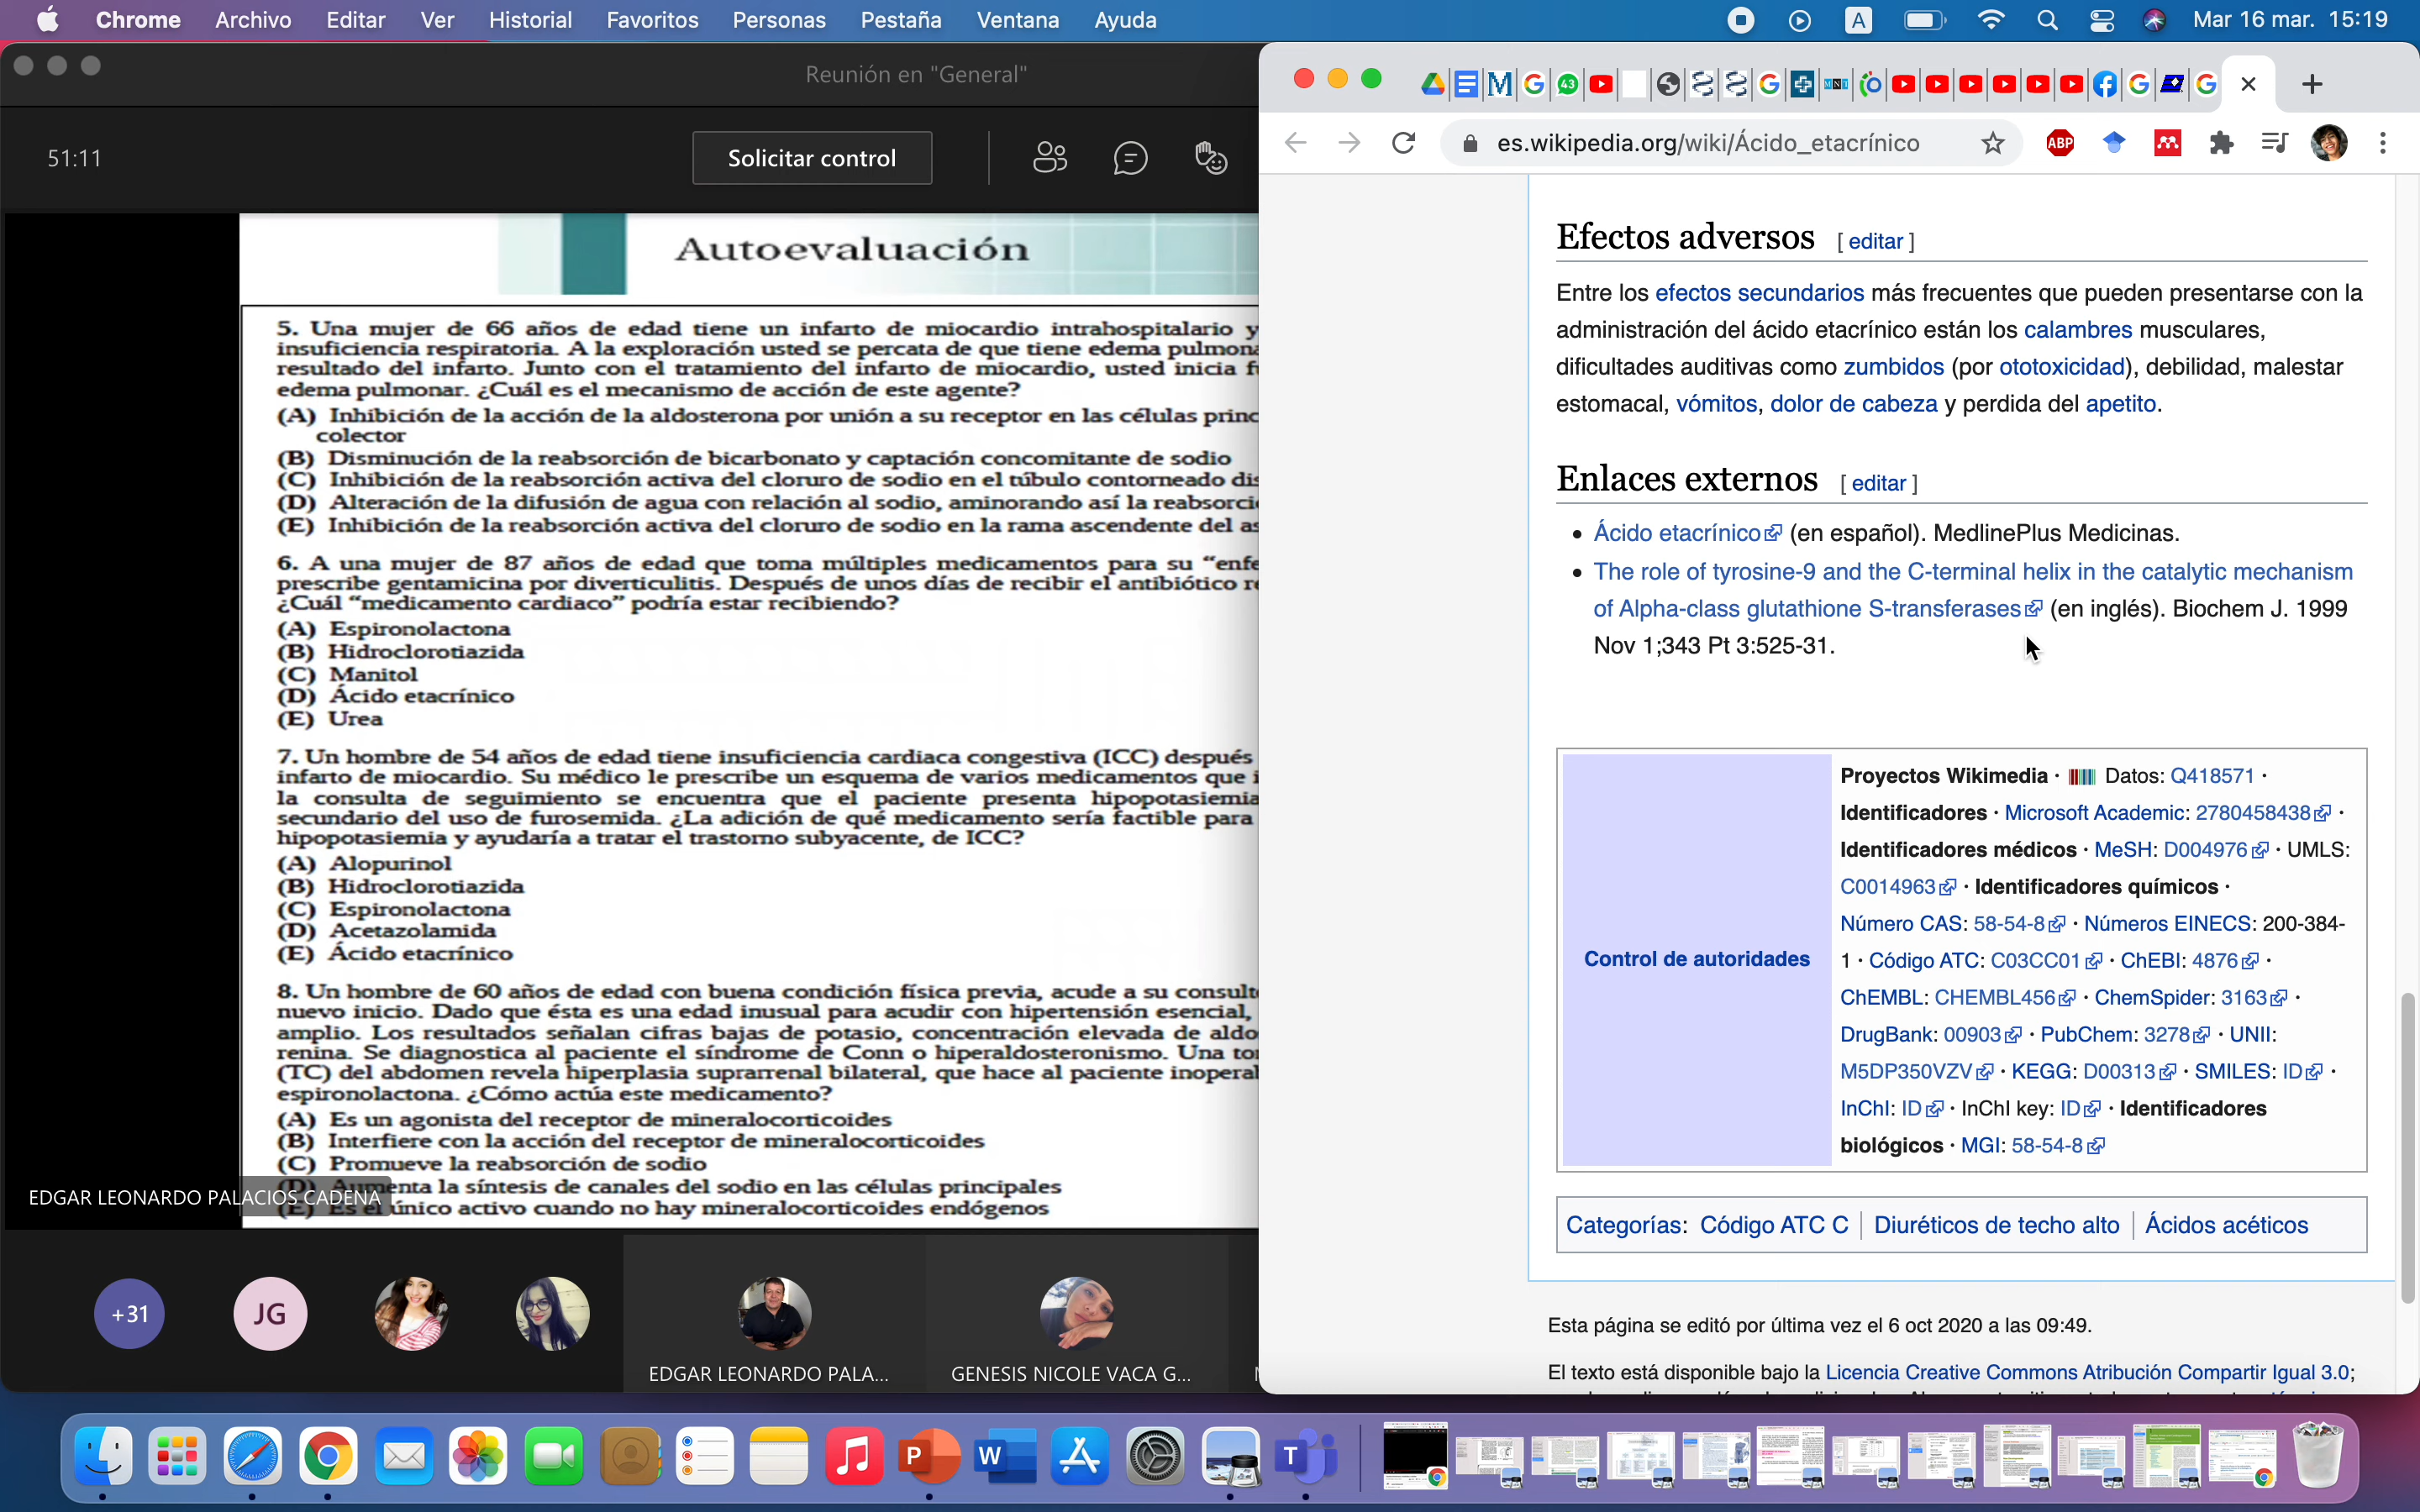 Chrome Archivo Editar Ver Historial Favoritos Personas Pestaña Ventana Ayuda
A
Mar 16 mar. 15:19
Reunión en "General"
51:11
Solicitar control
Autoevaluación
5. Una mujer de 66 años de edad tiene un infarto de miocardio intrahospitalario y
insuficiencia respiratoria. A la exploración usted se percata de que tiene edema pulmona
resultado del infarto. Junto con el tratamiento del infarto de miocardio, usted inicia f
edema pulmonar. ¿Cuál es el mecanismo de acción de este agente?
(A) Inhibición de la acción de la aldosterona por unión a su receptor en las células princ
colector
(B) Disminución de la reabsorción de bicarbonato y captación concomitante de sodio
(C) Inhibición de la reabsorción activa del cloruro de sodio en el túbulo contorneado dis
(D) Alteración de la difusión de agua con relación al sodio, aminorando así la reabsorci
(E) Inhibición de la reabsorción activa del cloruro de sodio en la rama ascendente del as
6. A una mujer de 87 años de edad que toma múltiples medicamentos para su “enfe
prescribe gentamicina por diverticulitis. Después de unos días de recibir el antibiótico r
¿Cuál “medicamento cardiaco” podría estar recibiendo?
(A) Espironolactona
(B) Hidroclorotiazida
(C) Manitol
(D) Ácido etacrínico
(E) Urea
7. Un hombre de 54 años de edad tiene insuficiencia cardiaca congestiva (ICC) después
infarto de miocardio. Su médico le prescribe un esquema de varios medicamentos que i
la consulta de seguimiento se encuentra que el paciente presenta hipopotasiemia
secundario del uso de furosemida. ¿La adición de qué medicamento sería factible para
hipopotasiemia y ayudaría a tratar el trastorno subyacente, de ICC?
(A) Alopurinol
(B) Hidroclorotiazida
(C) Espironolactona
(D) Acetazolamida
(E) Ácido etacrínico
8. Un hombre de 60 años de edad con buena condición física previa, acude a su consult
nuevo inicio. Dado que ésta es una edad inusual para acudir con hipertensión esencial,
amplio. Los resultados señalan cifras bajas de potasio, concentración elevada de aldo
renina. Se diagnostica al paciente el síndrome de Conn o hiperaldosteronismo. Una to
(TC) del abdomen revela hiperplasia suprarrenal bilateral, que hace al paciente inoperal
espironolactona. ¿Cómo actúa este medicamento?
(A) Es un agonista del receptor de mineralocorticoides
(B) Interfiere con la acción del receptor de mineralocorticoides
(C) Promueve la reabsorción de sodio
(D) Aumenta la síntesis de canales del sodio en las células principales
(E) Es el único activo cuando no hay mineralocorticoides endógenos
EDGAR LEONARDO PALACIOS CADENA
+31
JG
EDGAR LEONARDO PALA...
GENESIS NICOLE VACA G...
43
es.wikipedia.org/wiki/Ácido_etacrínico
ABP
Efectos adversos [ editar ]
Entre los efectos secundarios más frecuentes que pueden presentarse con la
administración del ácido etacrínico están los calambres musculares,
dificultades auditivas como zumbidos (por ototoxicidad), debilidad, malestar
estomacal, vómitos, dolor de cabeza y perdida del apetito.
Enlaces externos [ editar ]
• Ácido etacrínico (en español). MedlinePlus Medicinas.
• The role of tyrosine-9 and the C-terminal helix in the catalytic mechanism
of Alpha-class glutathione S-transferases (en inglés). Biochem J. 1999
Nov 1;343 Pt 3:525-31.
Control de autoridades
Proyectos Wikimedia · Datos: Q418571 ·
Identificadores · Microsoft Academic: 2780458438 ·
Identificadores médicos · MeSH: D004976 · UMLS:
C0014963 · Identificadores químicos ·
Número CAS: 58-54-8 · Números EINECS: 200-384-
1 · Código ATC: C03CC01 · ChEBI: 4876 ·
ChEMBL: CHEMBL456 · ChemSpider: 3163 ·
DrugBank: 00903 · PubChem: 3278 · UNII:
M5DP350VZV · KEGG: D00313 · SMILES: ID ·
InChI: ID · InChI key: ID · Identificadores
biológicos · MGI: 58-54-8
Categorías: Código ATC C | Diuréticos de techo alto | Ácidos acéticos
Esta página se editó por última vez el 6 oct 2020 a las 09:49.
El texto está disponible bajo la Licencia Creative Commons Atribución Compartir Igual 3.0;
P
W
T